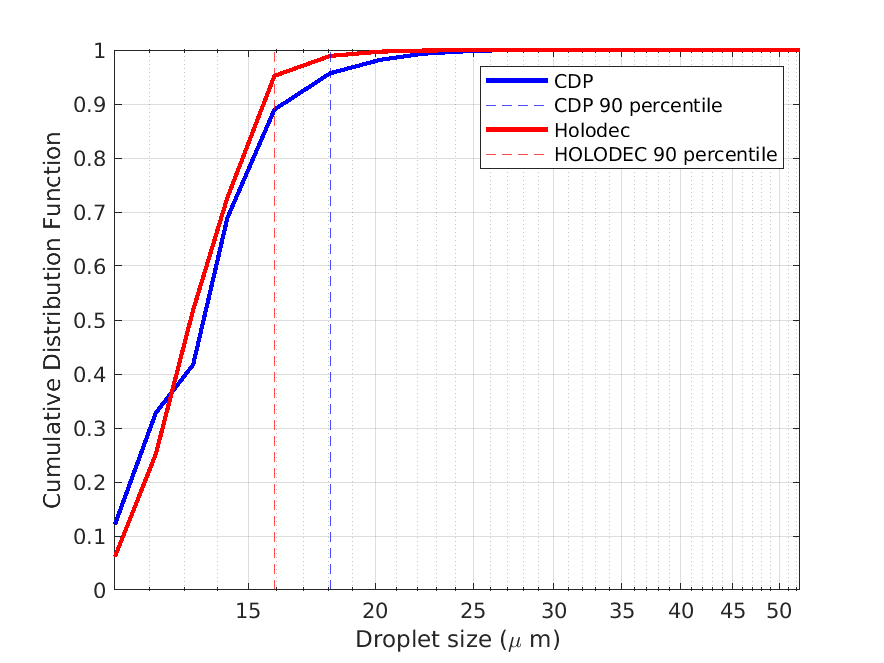 1
0.9
0.8
0.7
0.6
0.5
0.4
0.3
0.2
0.1
0
Cumulative Distribution Function
CDP
CDP 90 percentile
Holodec
HOLODEC 90 percentile
15 20 25 30 35 40 45 50
Droplet size (μ m)